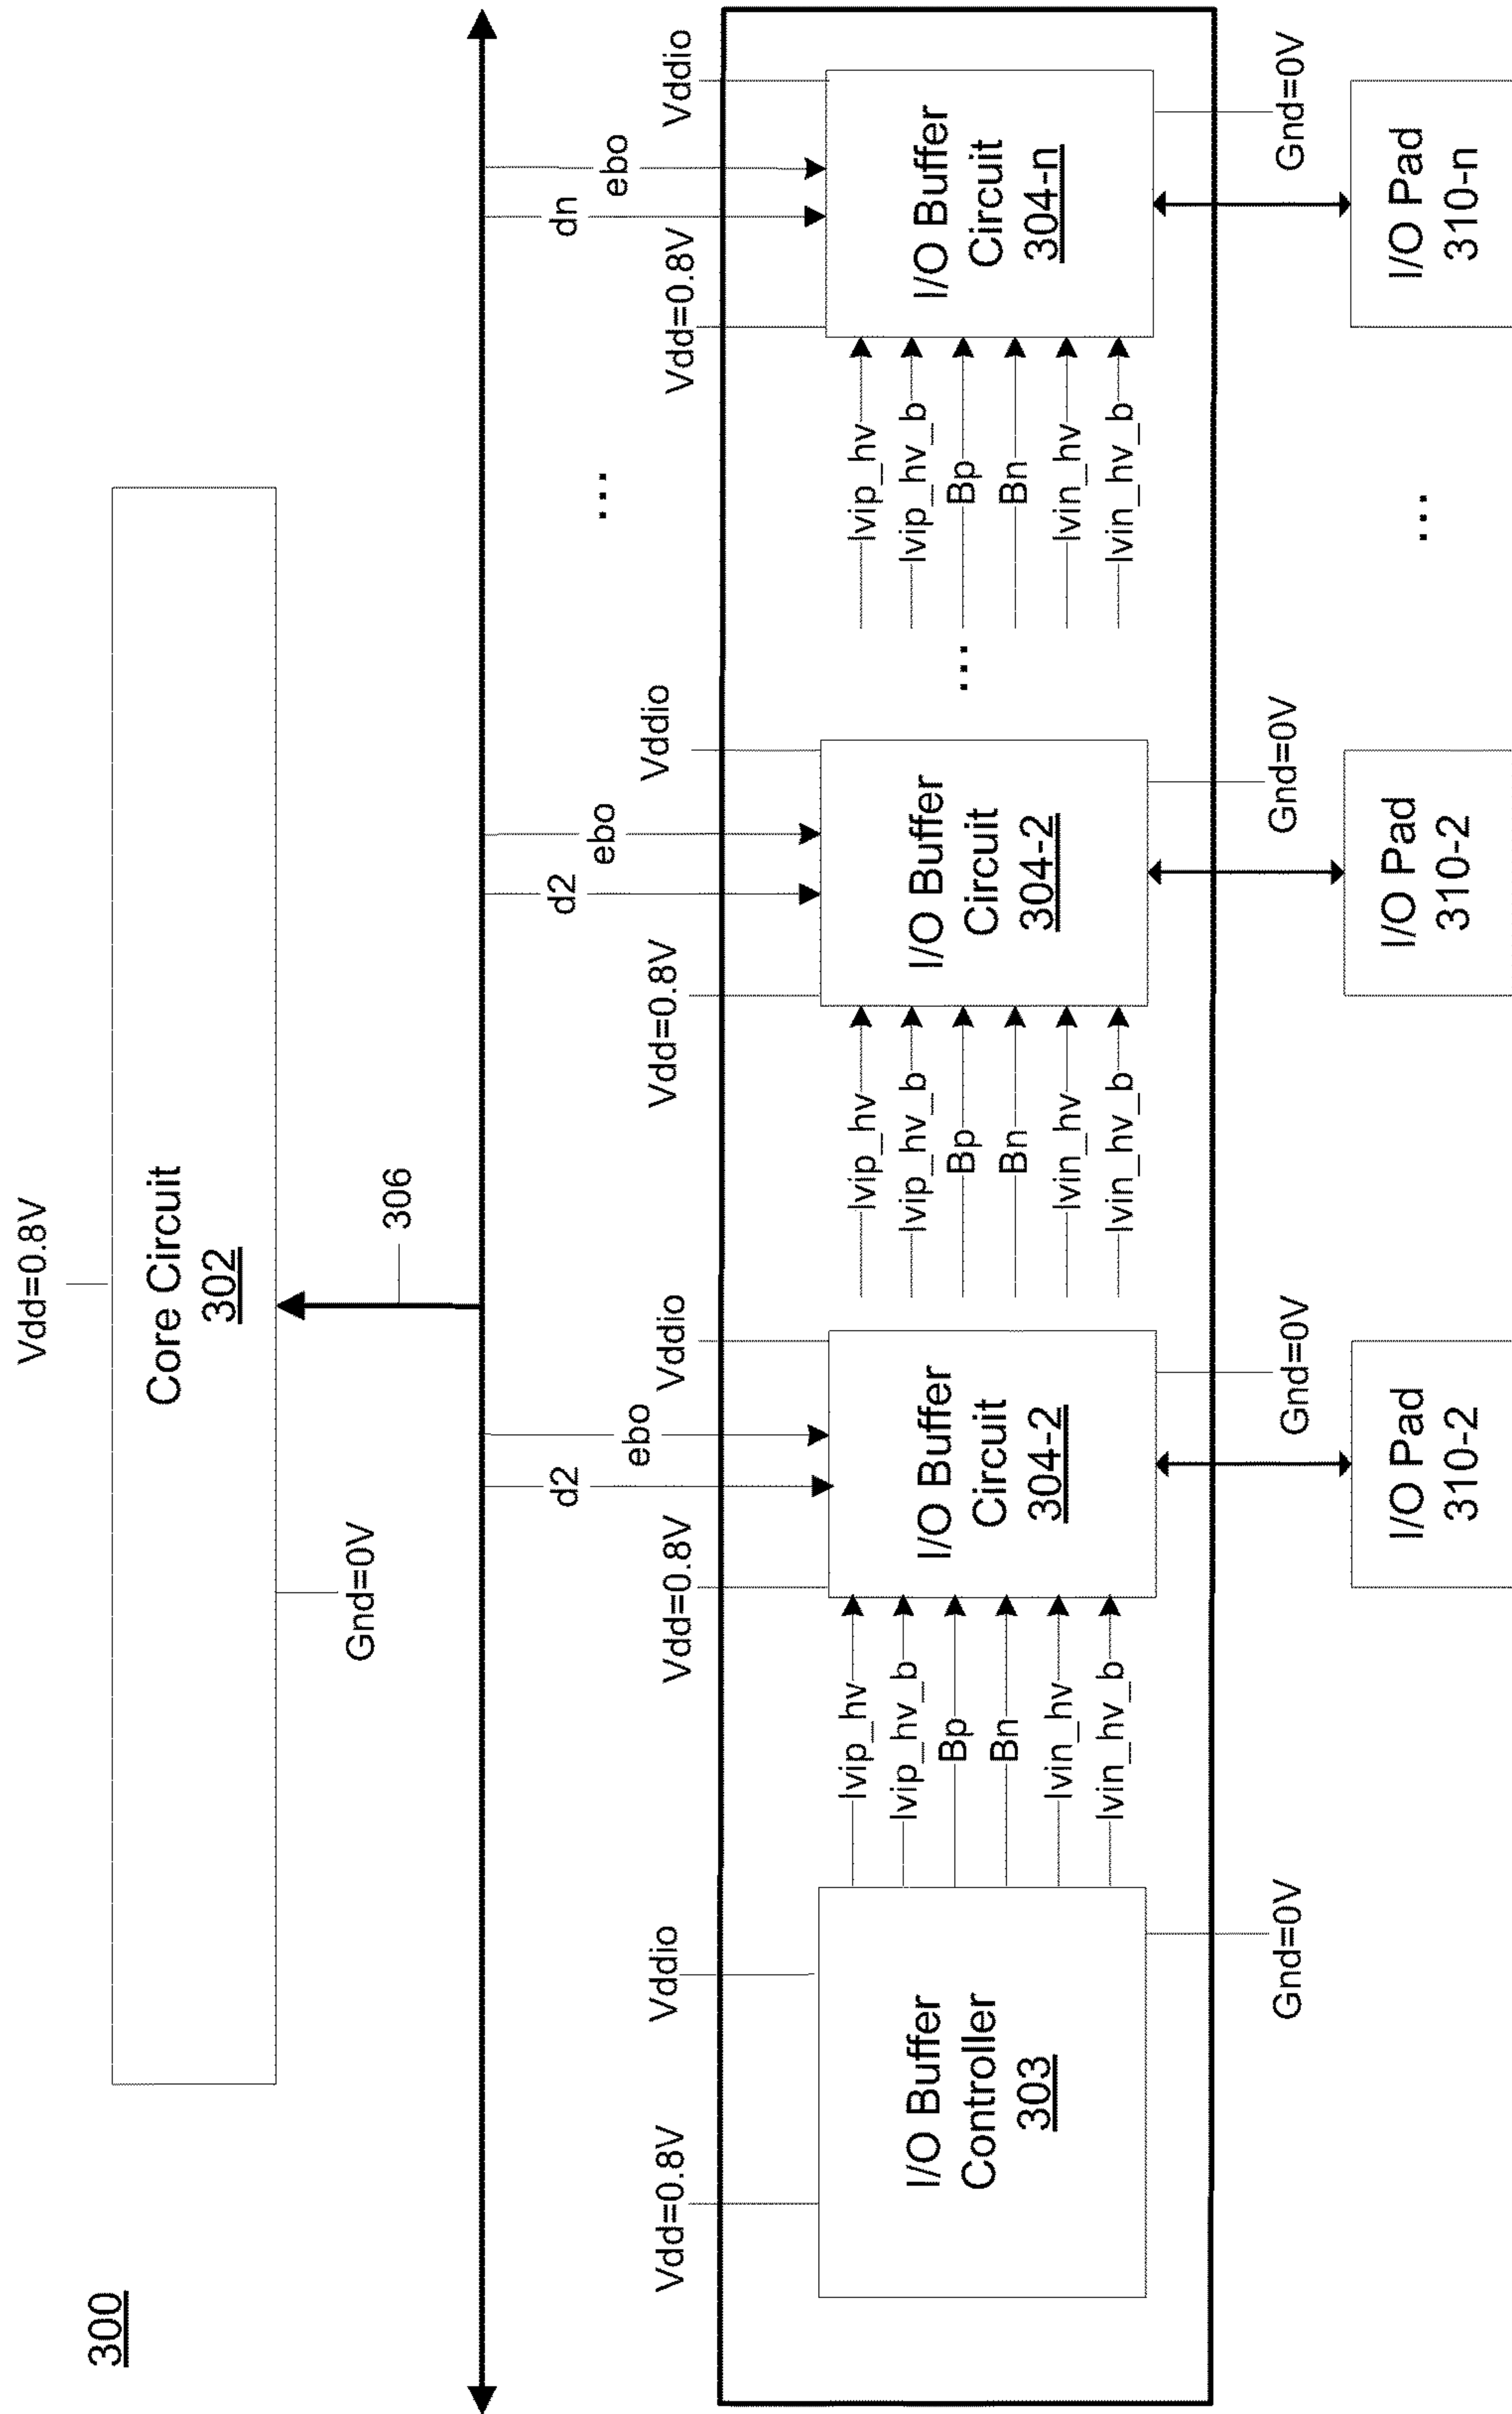 300
Vdd=0.8V
Core Circuit
302
Gnd=0V
306
Vdd=0.8V
Vddio
I/O Buffer
Controller
303
Gnd=0V
lvip_hv
lvip_hv_b
Bp
Bn
lvin_hv
lvin_hv_b
Vdd=0.8V
d2
ebo
Vddio
I/O Buffer
Circuit
304-2
Gnd=0V
I/O Pad
310-2
lvip_hv
lvip_hv_b
Bp
Bn
lvin_hv
lvin_hv_b
Vdd=0.8V
d2
ebo
Vddio
I/O Buffer
Circuit
304-2
Gnd=0V
I/O Pad
310-2
...
...
...
lvip_hv
lvip_hv_b
Bp
Bn
lvin_hv
lvin_hv_b
Vdd=0.8V
dn
ebo
Vddio
I/O Buffer
Circuit
304-n
Gnd=0V
I/O Pad
310-n